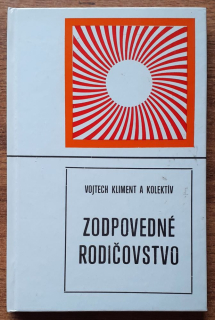 VOJTECH KLIMENT A KOLEKTÍV
ZODPOVEDNÉ
RODIČOVSTVO